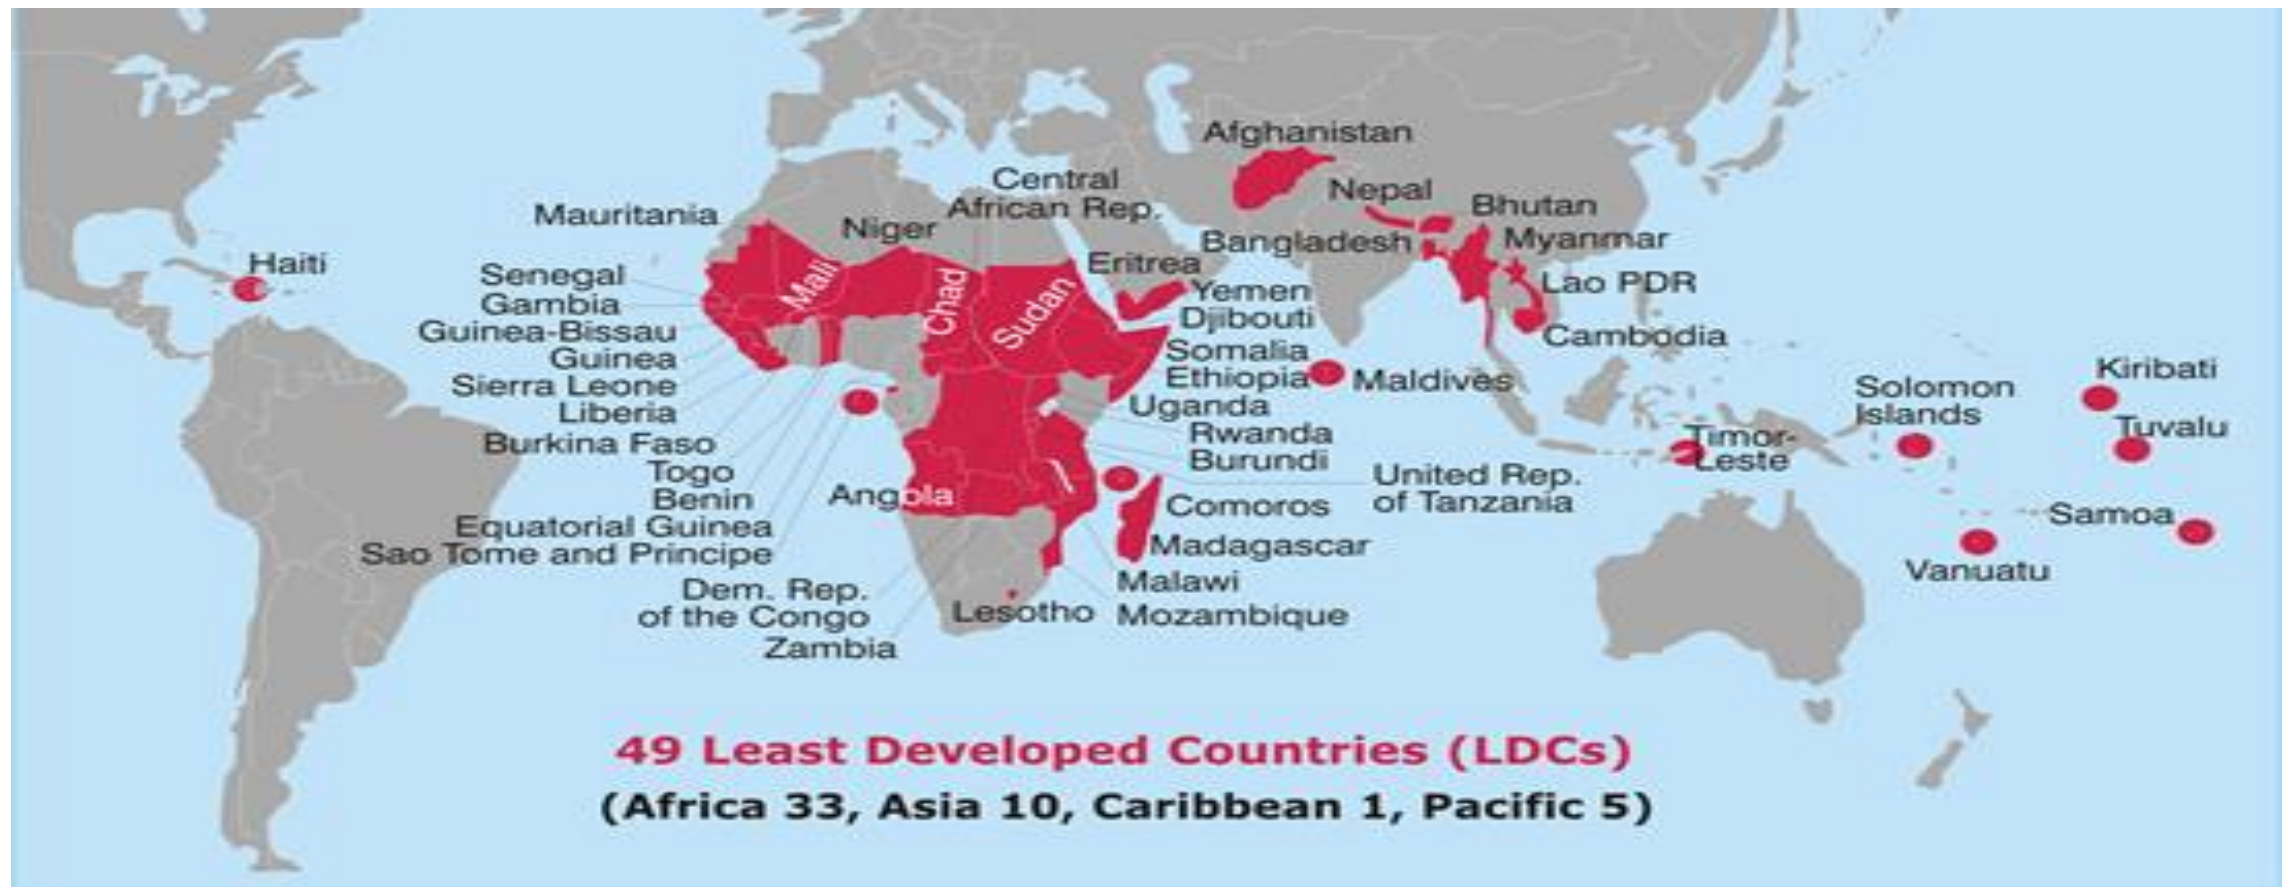 Afghanistan
Central
African Rep.
Nepal
Bhutan
Mauritania
Niger
Bangladesh
Myanmar
Haiti
Senegal
Mali
Chad
Sudan
Eritrea
Yemen
Lao PDR
Gambia
Djibouti
Guinea-Bissau
Cambodia
Guinea
Somalia
Sierra Leone
Ethiopia
Maldives
Kiribati
Liberia
Uganda
Solomon
Islands
Burkina Faso
Rwanda
Timor-
Leste
Tuvalu
Togo
Burundi
United Rep.
of Tanzania
Benin
Angola
Comoros
Samoa
Equatorial Guinea
Sao Tome and Principe
Madagascar
Vanuatu
Dem. Rep.
of the Congo
Malawi
Lesotho
Mozambique
Zambia
49 Least Developed Countries (LDCs)
(Africa 33, Asia 10, Caribbean 1, Pacific 5)